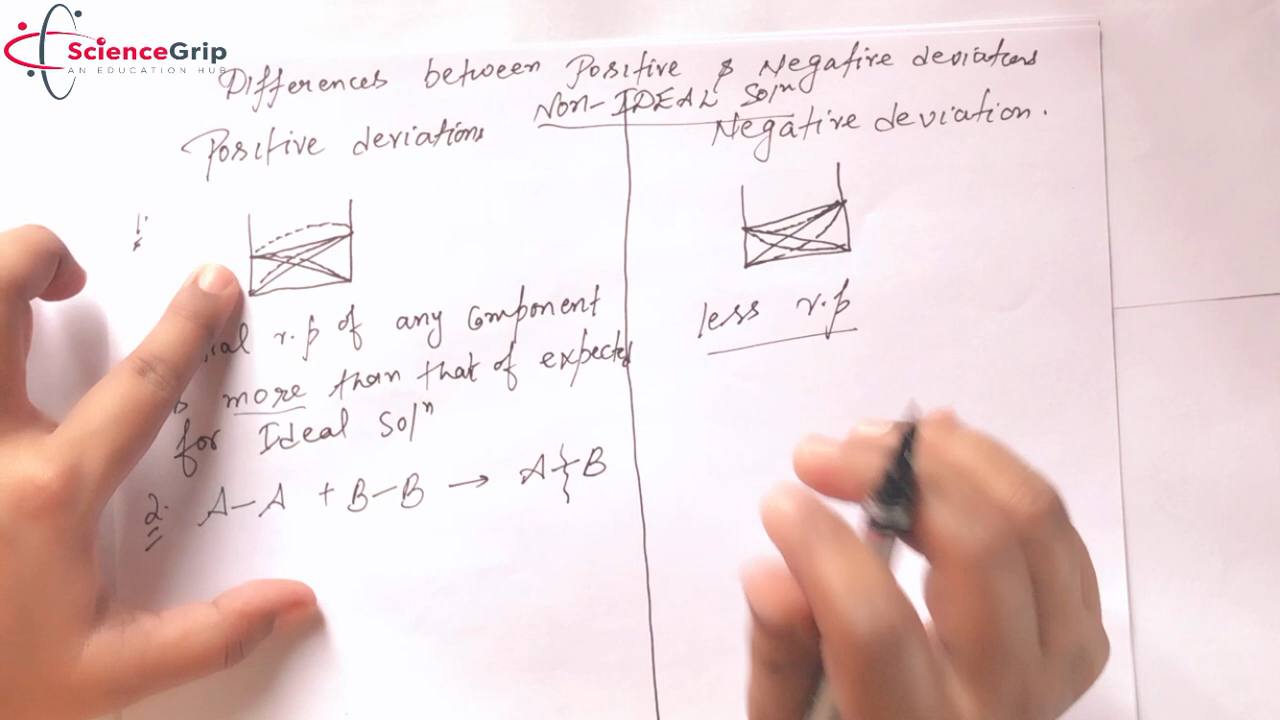 ScienceGrip
AN EDUCATION HUB
Differences between Positive & Negative deviations
NON-IDEAL Solⁿ
Positive deviations
Negative deviation.
1.
v.p of any component
more than that of expected
for Ideal Solⁿ
less v.p
2. A-A + B-B → A-B